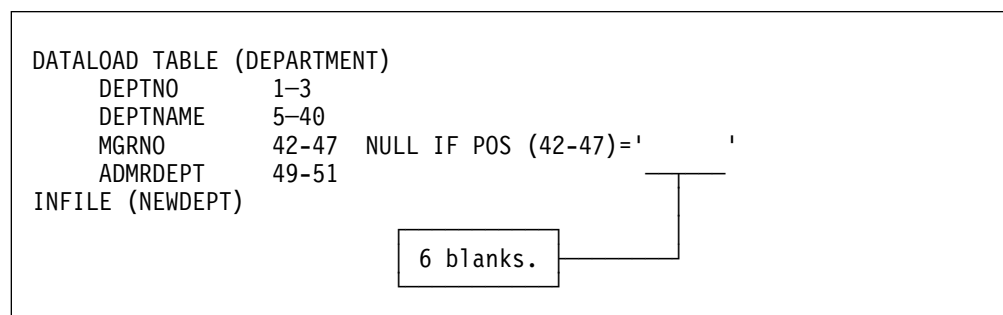 DATALOAD TABLE (DEPARTMENT)
DEPTNO 1—3
DEPTNAME 5—40
MGRNO 42-47 NULL IF POS (42-47)='      '
ADMRDEPT 49-51
INFILE (NEWDEPT)
6 blanks.